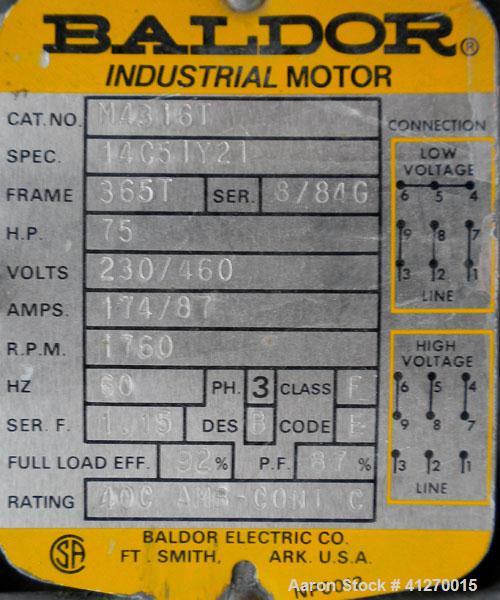 BALDOR®
INDUSTRIAL MOTOR
CAT. NO. M4316T
SPEC. 14G51Y21
FRAME 365T SER. 8/84G
H.P. 75
VOLTS 230/460
AMPS. 174/87
R.P.M. 1760
HZ 60 PH. 3 CLASS F
SER. F. 1.15 DES B CODE E
FULL LOAD EFF. 92 % P.F. 87 %
RATING 40C AMB-CONT
CONNECTION
LOW VOLTAGE
6 5 4
9 8 7
3 2 1
LINE
HIGH VOLTAGE
6 5 4
9 8 7
3 2 1
LINE
SA
BALDOR ELECTRIC CO.
FT. SMITH, ARK. U.S.A.
Aaron Stock # 41270015